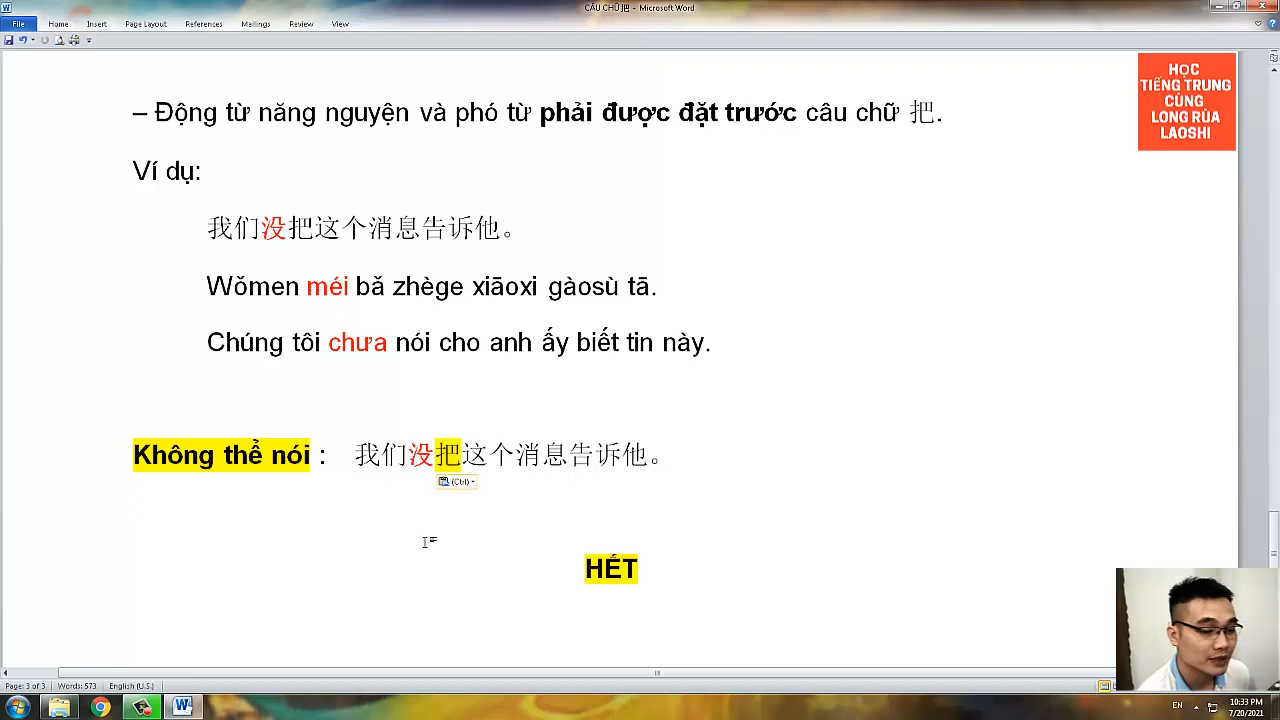 CÂU CHỮ 把 - Microsoft Word
File Home Insert Page Layout References Mailings Review View
HỌC
TIẾNG TRUNG
CÙNG
LONG RÙA
LAOSHI
– Động từ năng nguyện và phó từ phải được đặt trước câu chữ 把.
Ví dụ:
我们没把这个消息告诉他。
Wǒmen méi bǎ zhège xiāoxi gàosù tā.
Chúng tôi chưa nói cho anh ấy biết tin này.
Không thể nói : 我们没把这个消息告诉他。
(Ctrl)
HẾT
Page: 3 of 3 Words: 573 English (U.S.)
EN 10:33 PM
7/20/2021